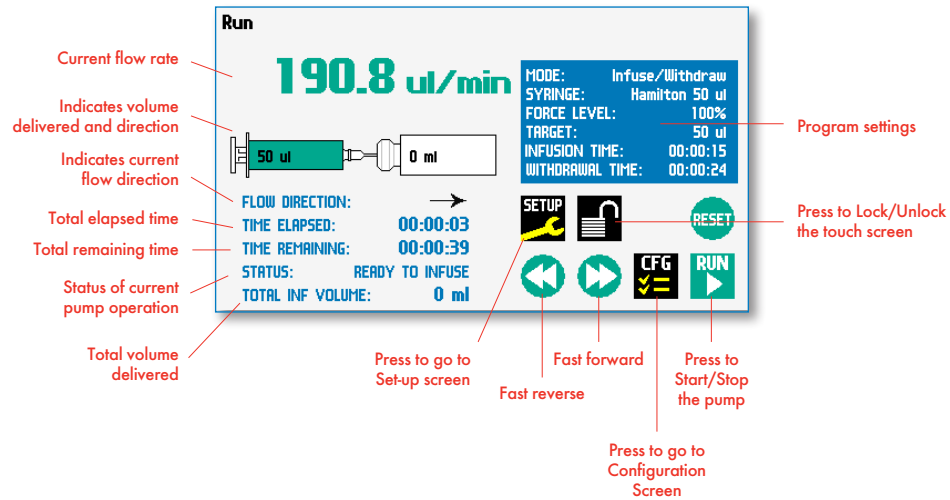 Run
Current flow rate
190.8 ul/min
MODE: Infuse/Withdraw
SYRINGE: Hamilton 50 ul
FORCE LEVEL: 100%
TARGET: 50 ul
INFUSION TIME: 00:00:15
WITHDRAWAL TIME: 00:00:24
Program settings
Indicates volume
delivered and direction
50 ul
0 ml
Indicates current
flow direction
FLOW DIRECTION:
Total elapsed time
TIME ELAPSED: 00:00:03
Total remaining time
TIME REMAINING: 00:00:39
Status of current
pump operation
STATUS: READY TO INFUSE
TOTAL INF VOLUME: 0 ml
Total volume
delivered
SETUP
RESET
Press to Lock/Unlock
the touch screen
CFG
RUN
Press to go to
Set-up screen
Fast reverse
Fast forward
Press to
Start/Stop
the pump
Press to go to
Configuration
Screen